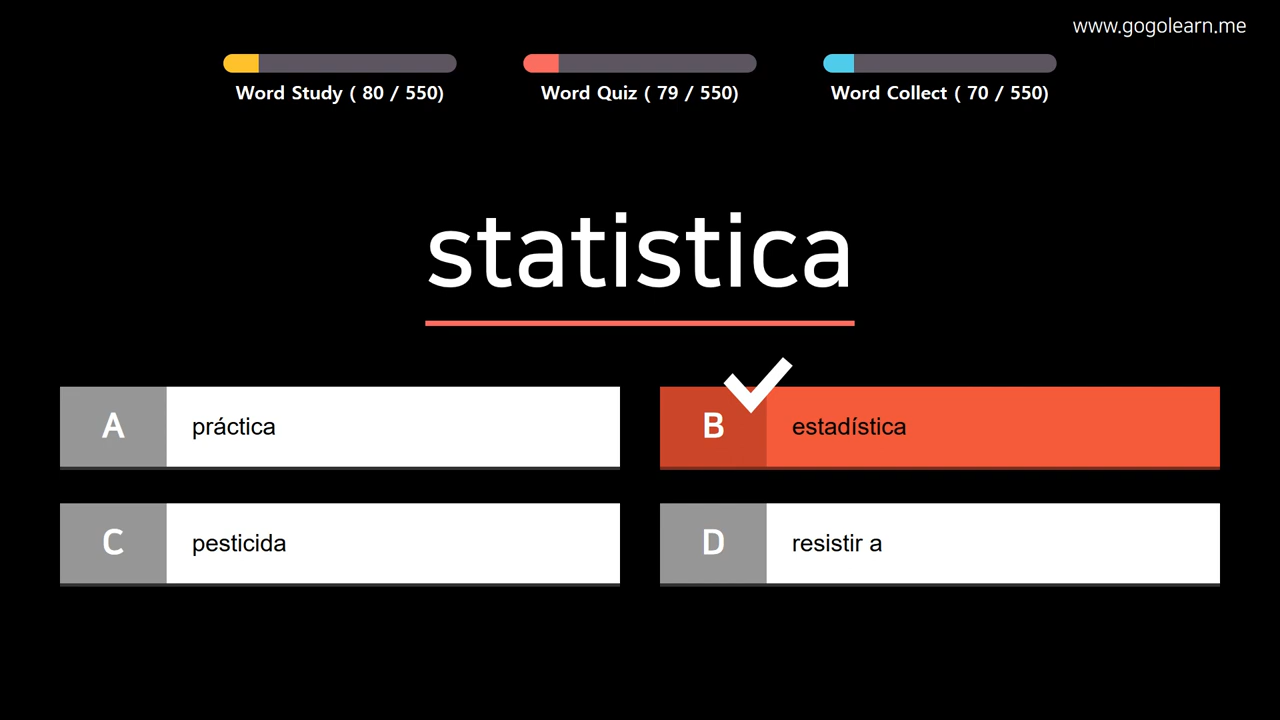 www.gogolearn.me
Word Study ( 80 / 550)
Word Quiz ( 79 / 550)
Word Collect ( 70 / 550)
statistica
A práctica
B estadística
C pesticida
D resistir a